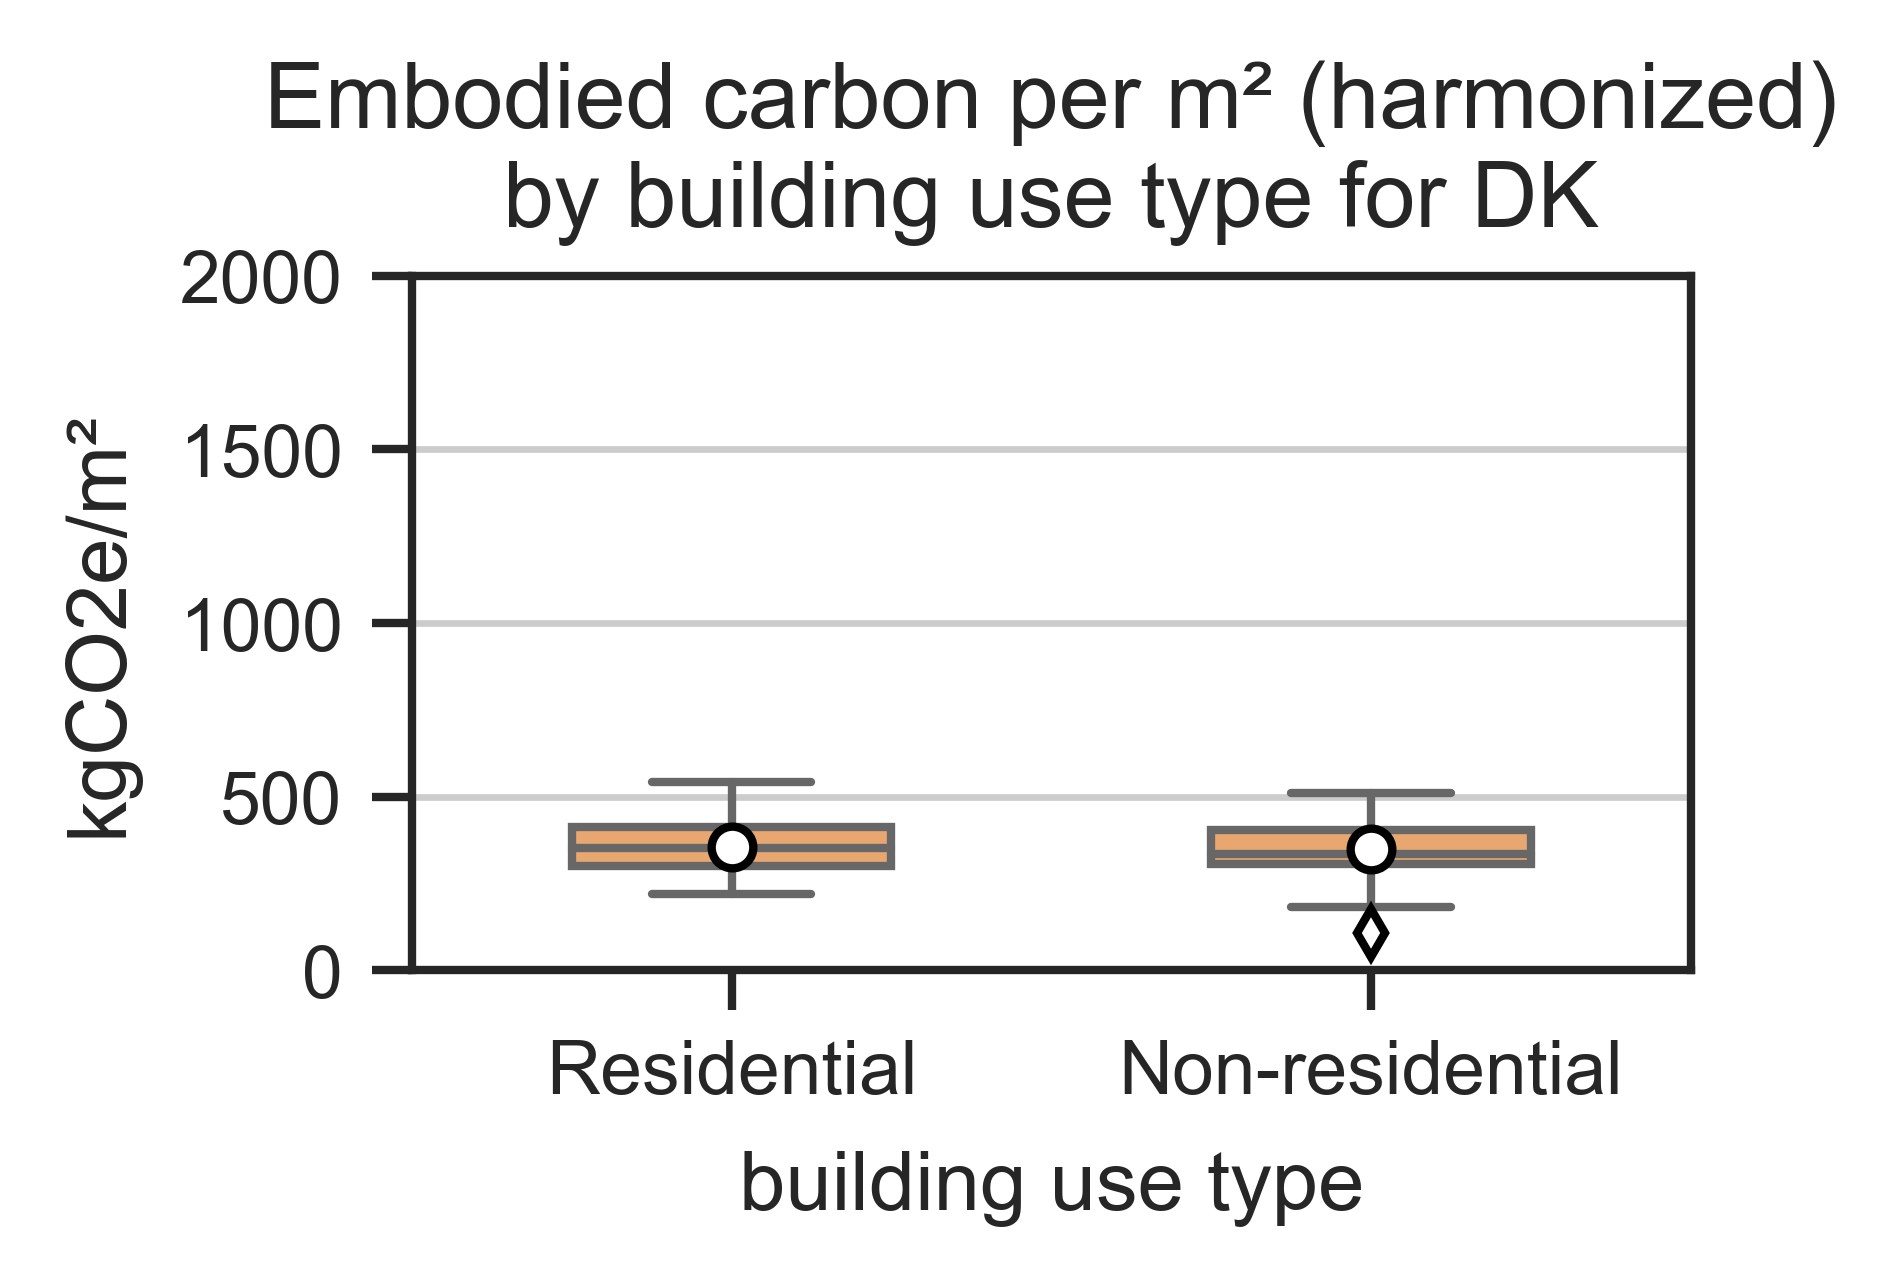 Embodied carbon per m² (harmonized)
by building use type for DK
2000
1500
1000
500
0
kgCO2e/m²
Residential
Non-residential
building use type